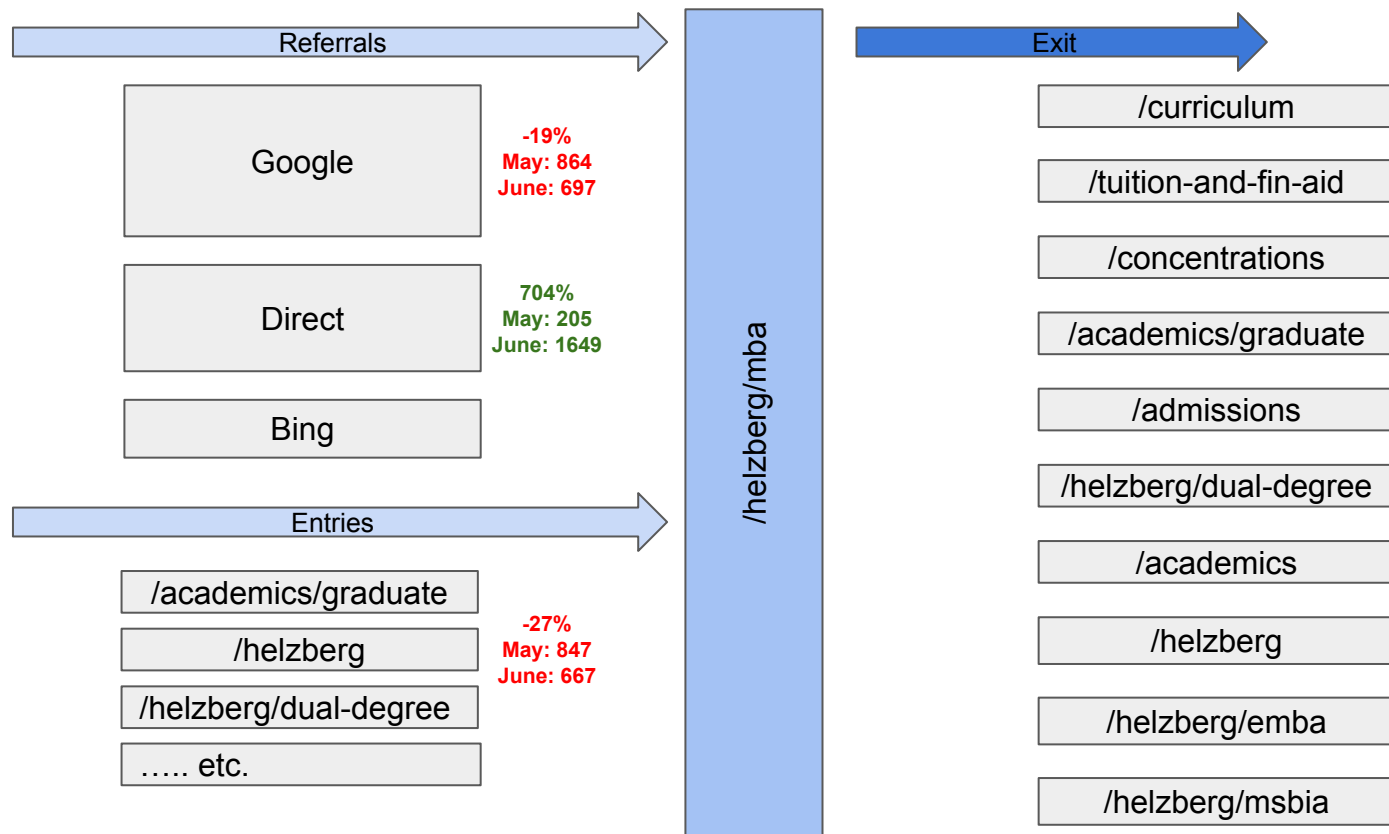 Referrals
Google
-19%
May: 864
June: 697
Direct
704%
May: 205
June: 1649
Bing
Entries
/academics/graduate
/helzberg
/helzberg/dual-degree
….. etc.
-27%
May: 847
June: 667
/helzberg/mba
Exit
/curriculum
/tuition-and-fin-aid
/concentrations
/academics/graduate
/admissions
/helzberg/dual-degree
/academics
/helzberg
/helzberg/emba
/helzberg/msbia